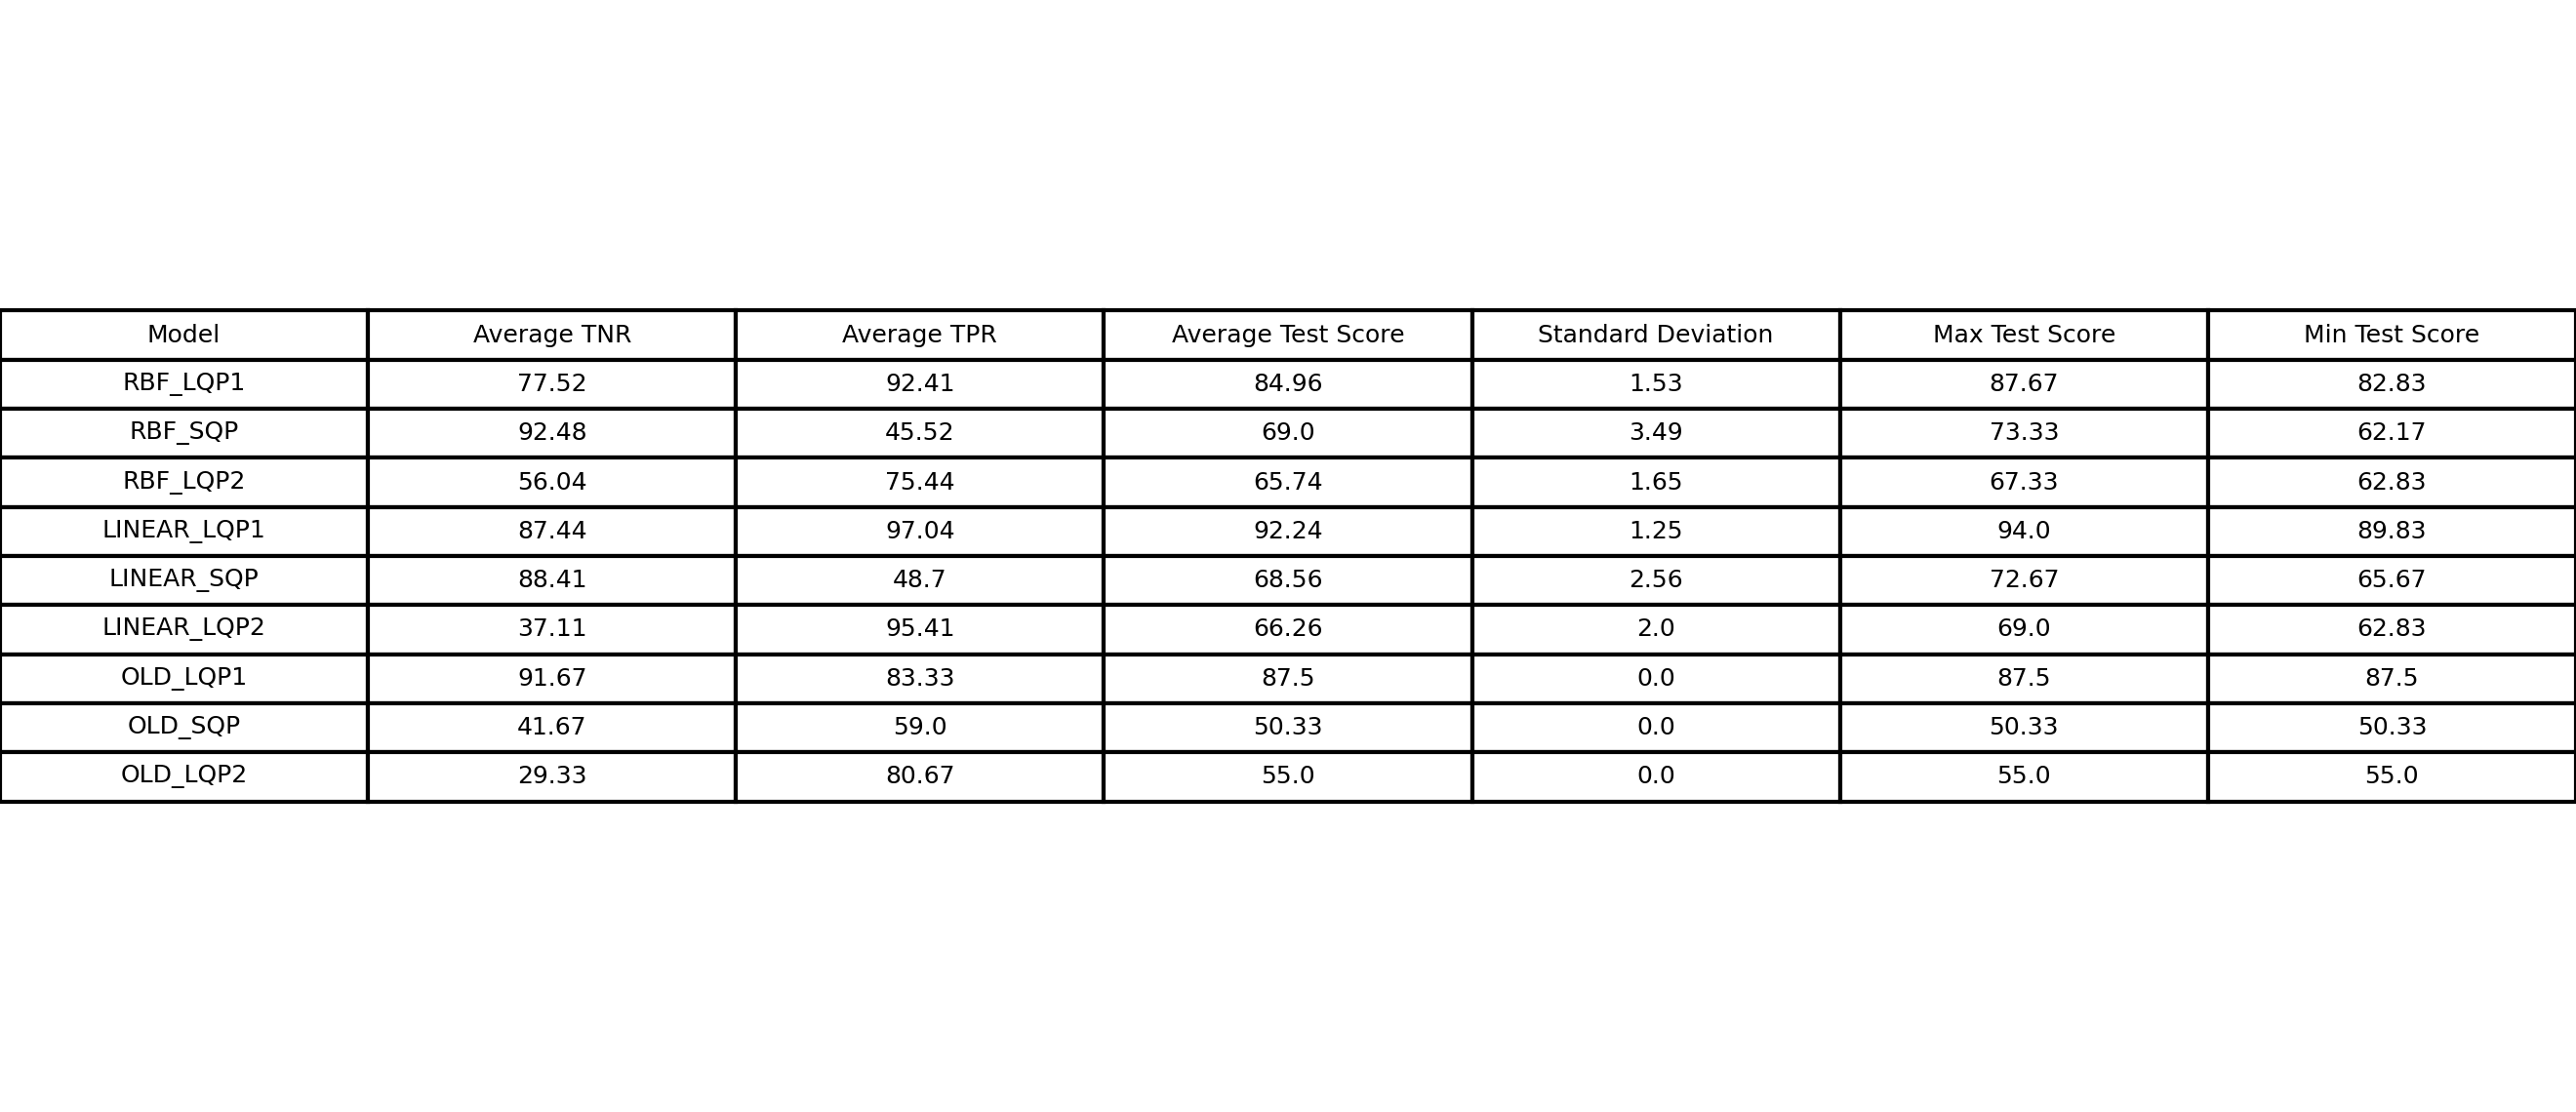 Model Average TNR Average TPR Average Test Score Standard Deviation Max Test Score Min Test Score
RBF_LQP1 77.52 92.41 84.96 1.53 87.67 82.83
RBF_SQP 92.48 45.52 69.0 3.49 73.33 62.17
RBF_LQP2 56.04 75.44 65.74 1.65 67.33 62.83
LINEAR_LQP1 87.44 97.04 92.24 1.25 94.0 89.83
LINEAR_SQP 88.41 48.7 68.56 2.56 72.67 65.67
LINEAR_LQP2 37.11 95.41 66.26 2.0 69.0 62.83
OLD_LQP1 91.67 83.33 87.5 0.0 87.5 87.5
OLD_SQP 41.67 59.0 50.33 0.0 50.33 50.33
OLD_LQP2 29.33 80.67 55.0 0.0 55.0 55.0